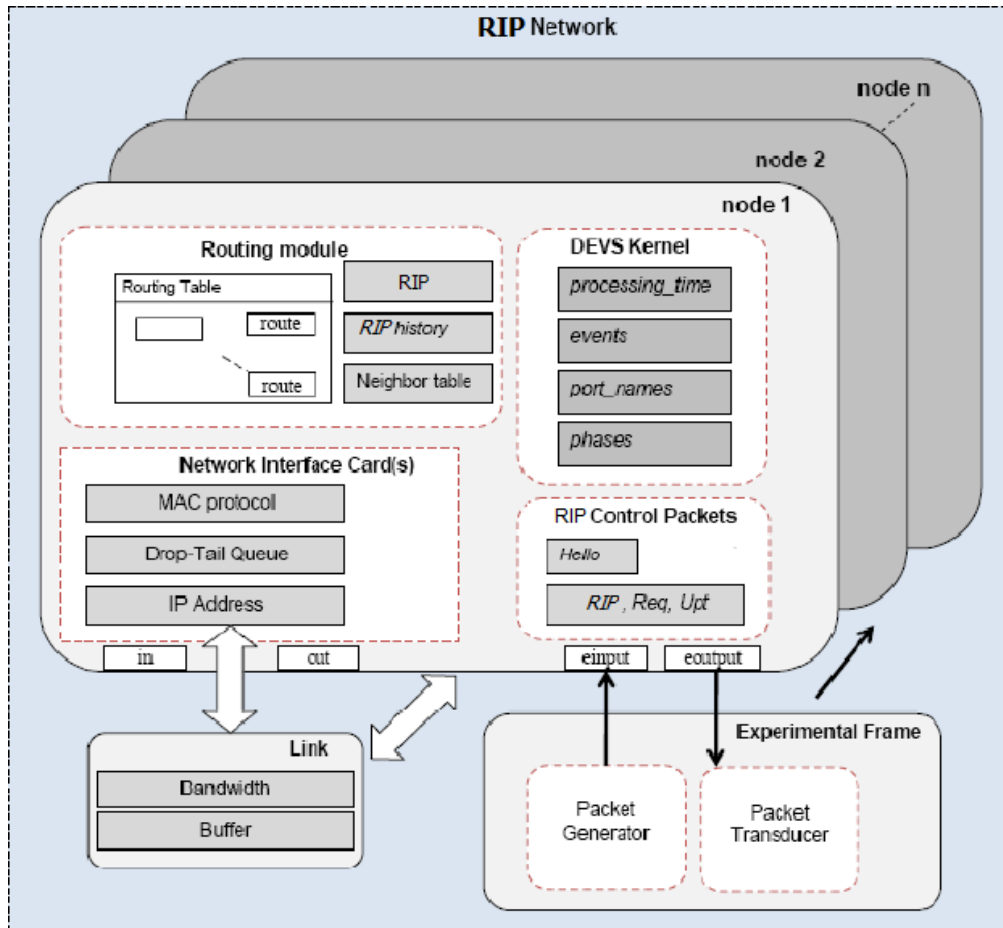 RIP Network
node n
node 2
node 1
Routing module
Routing Table
route
route
RIP
RIP history
Neighbor table
DEVS Kernel
processing_time
events
port_names
phases
Network Interface Card(s)
MAC protocol
Drop-Tail Queue
IP Address
RIP Control Packets
Hello
RIP , Req, Upt
in
out
einput
eoutput
Link
Bandwidth
Buffer
Experimental Frame
Packet
Generator
Packet
Transducer